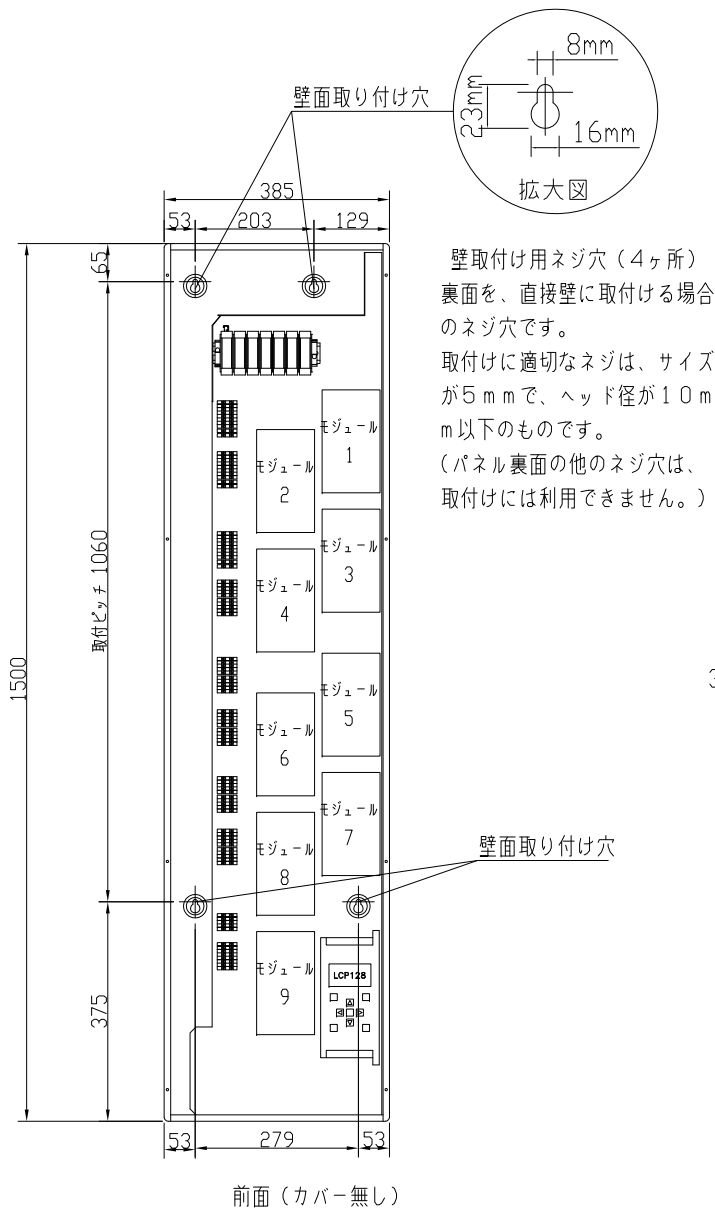 8mm
壁面取り付け穴
23mm
16mm
拡大図
385
53
203
129
65
壁取付け用ネジ穴（4ヶ所）
裏面を、直接壁に取付ける場合
のネジ穴です。
取付けに適切なネジは、サイズ
が５ｍｍで、ヘッド径が１０ｍ
ｍ以下のものです。
（パネル裏面の他のネジ穴は、
取付けには利用できません。）
モジュール
1
モジュール
2
モジュール
3
モジュール
4
取付ピッチ 1060
1500
3
モジュール
5
モジュール
6
モジュール
7
壁面取り付け穴
モジュール
8
モジュール
9
LCP128
375
53
279
53
前面（カバー無し）